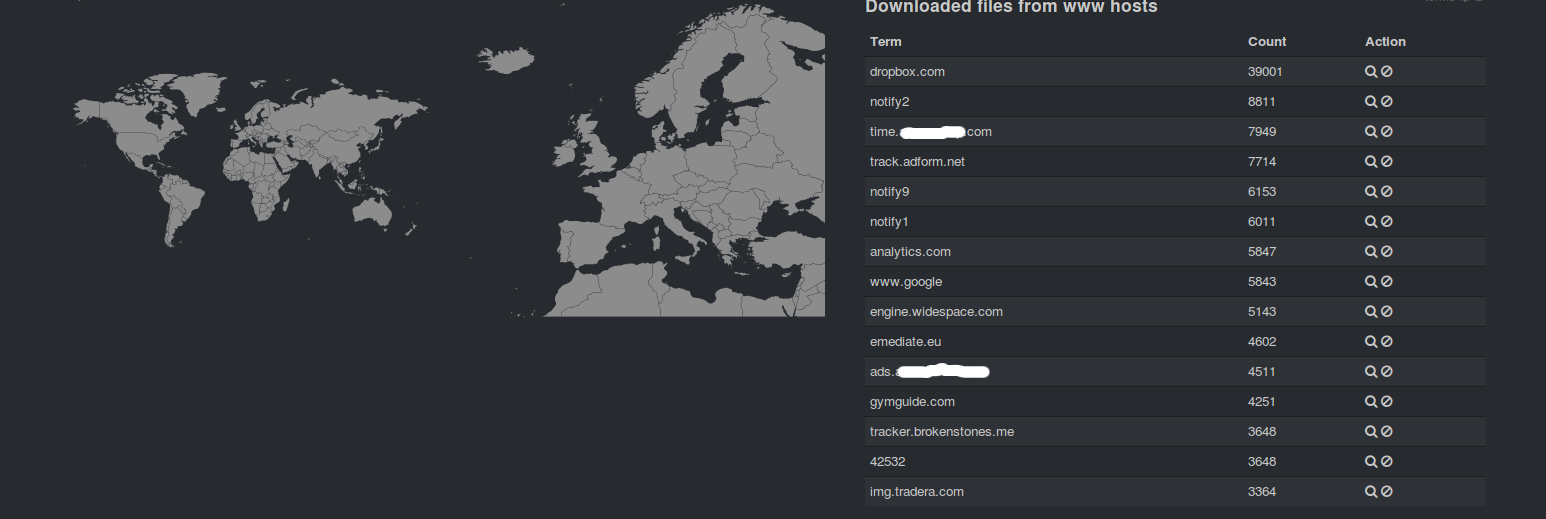 Downloaded files from www hosts
Term Count Action
dropbox.com 39001
notify2 8811
time. com 7949
track.adform.net 7714
notify9 6153
notify1 6011
analytics.com 5847
www.google 5843
engine.widespace.com 5143
emediate.eu 4602
ads. 4511
gymguide.com 4251
tracker.brokenstones.me 3648
42532 3648
img.tradera.com 3364